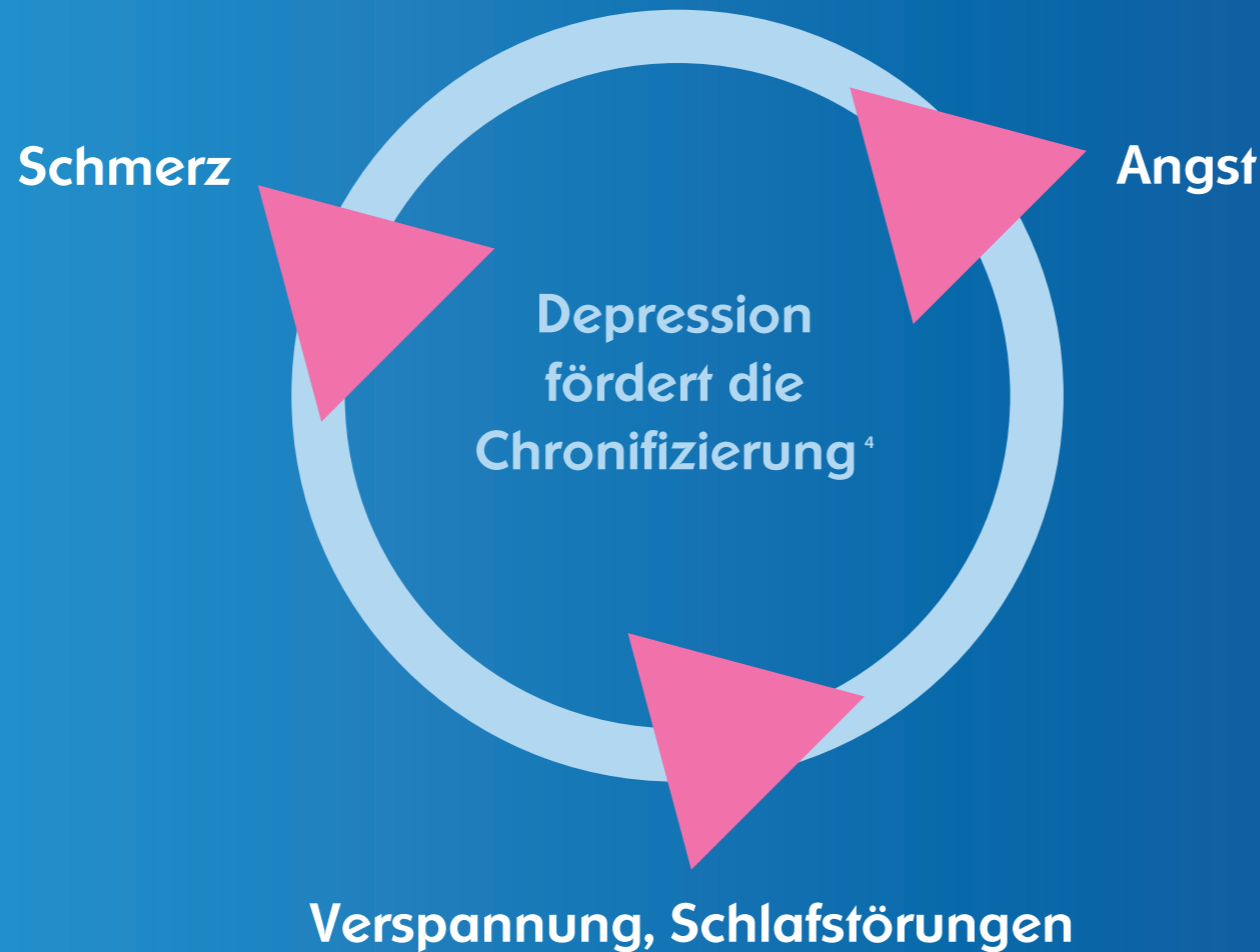 Schmerz
Angst
Depression
fördert die
Chronifizierung ⁴
Verspannung, Schlafstörungen